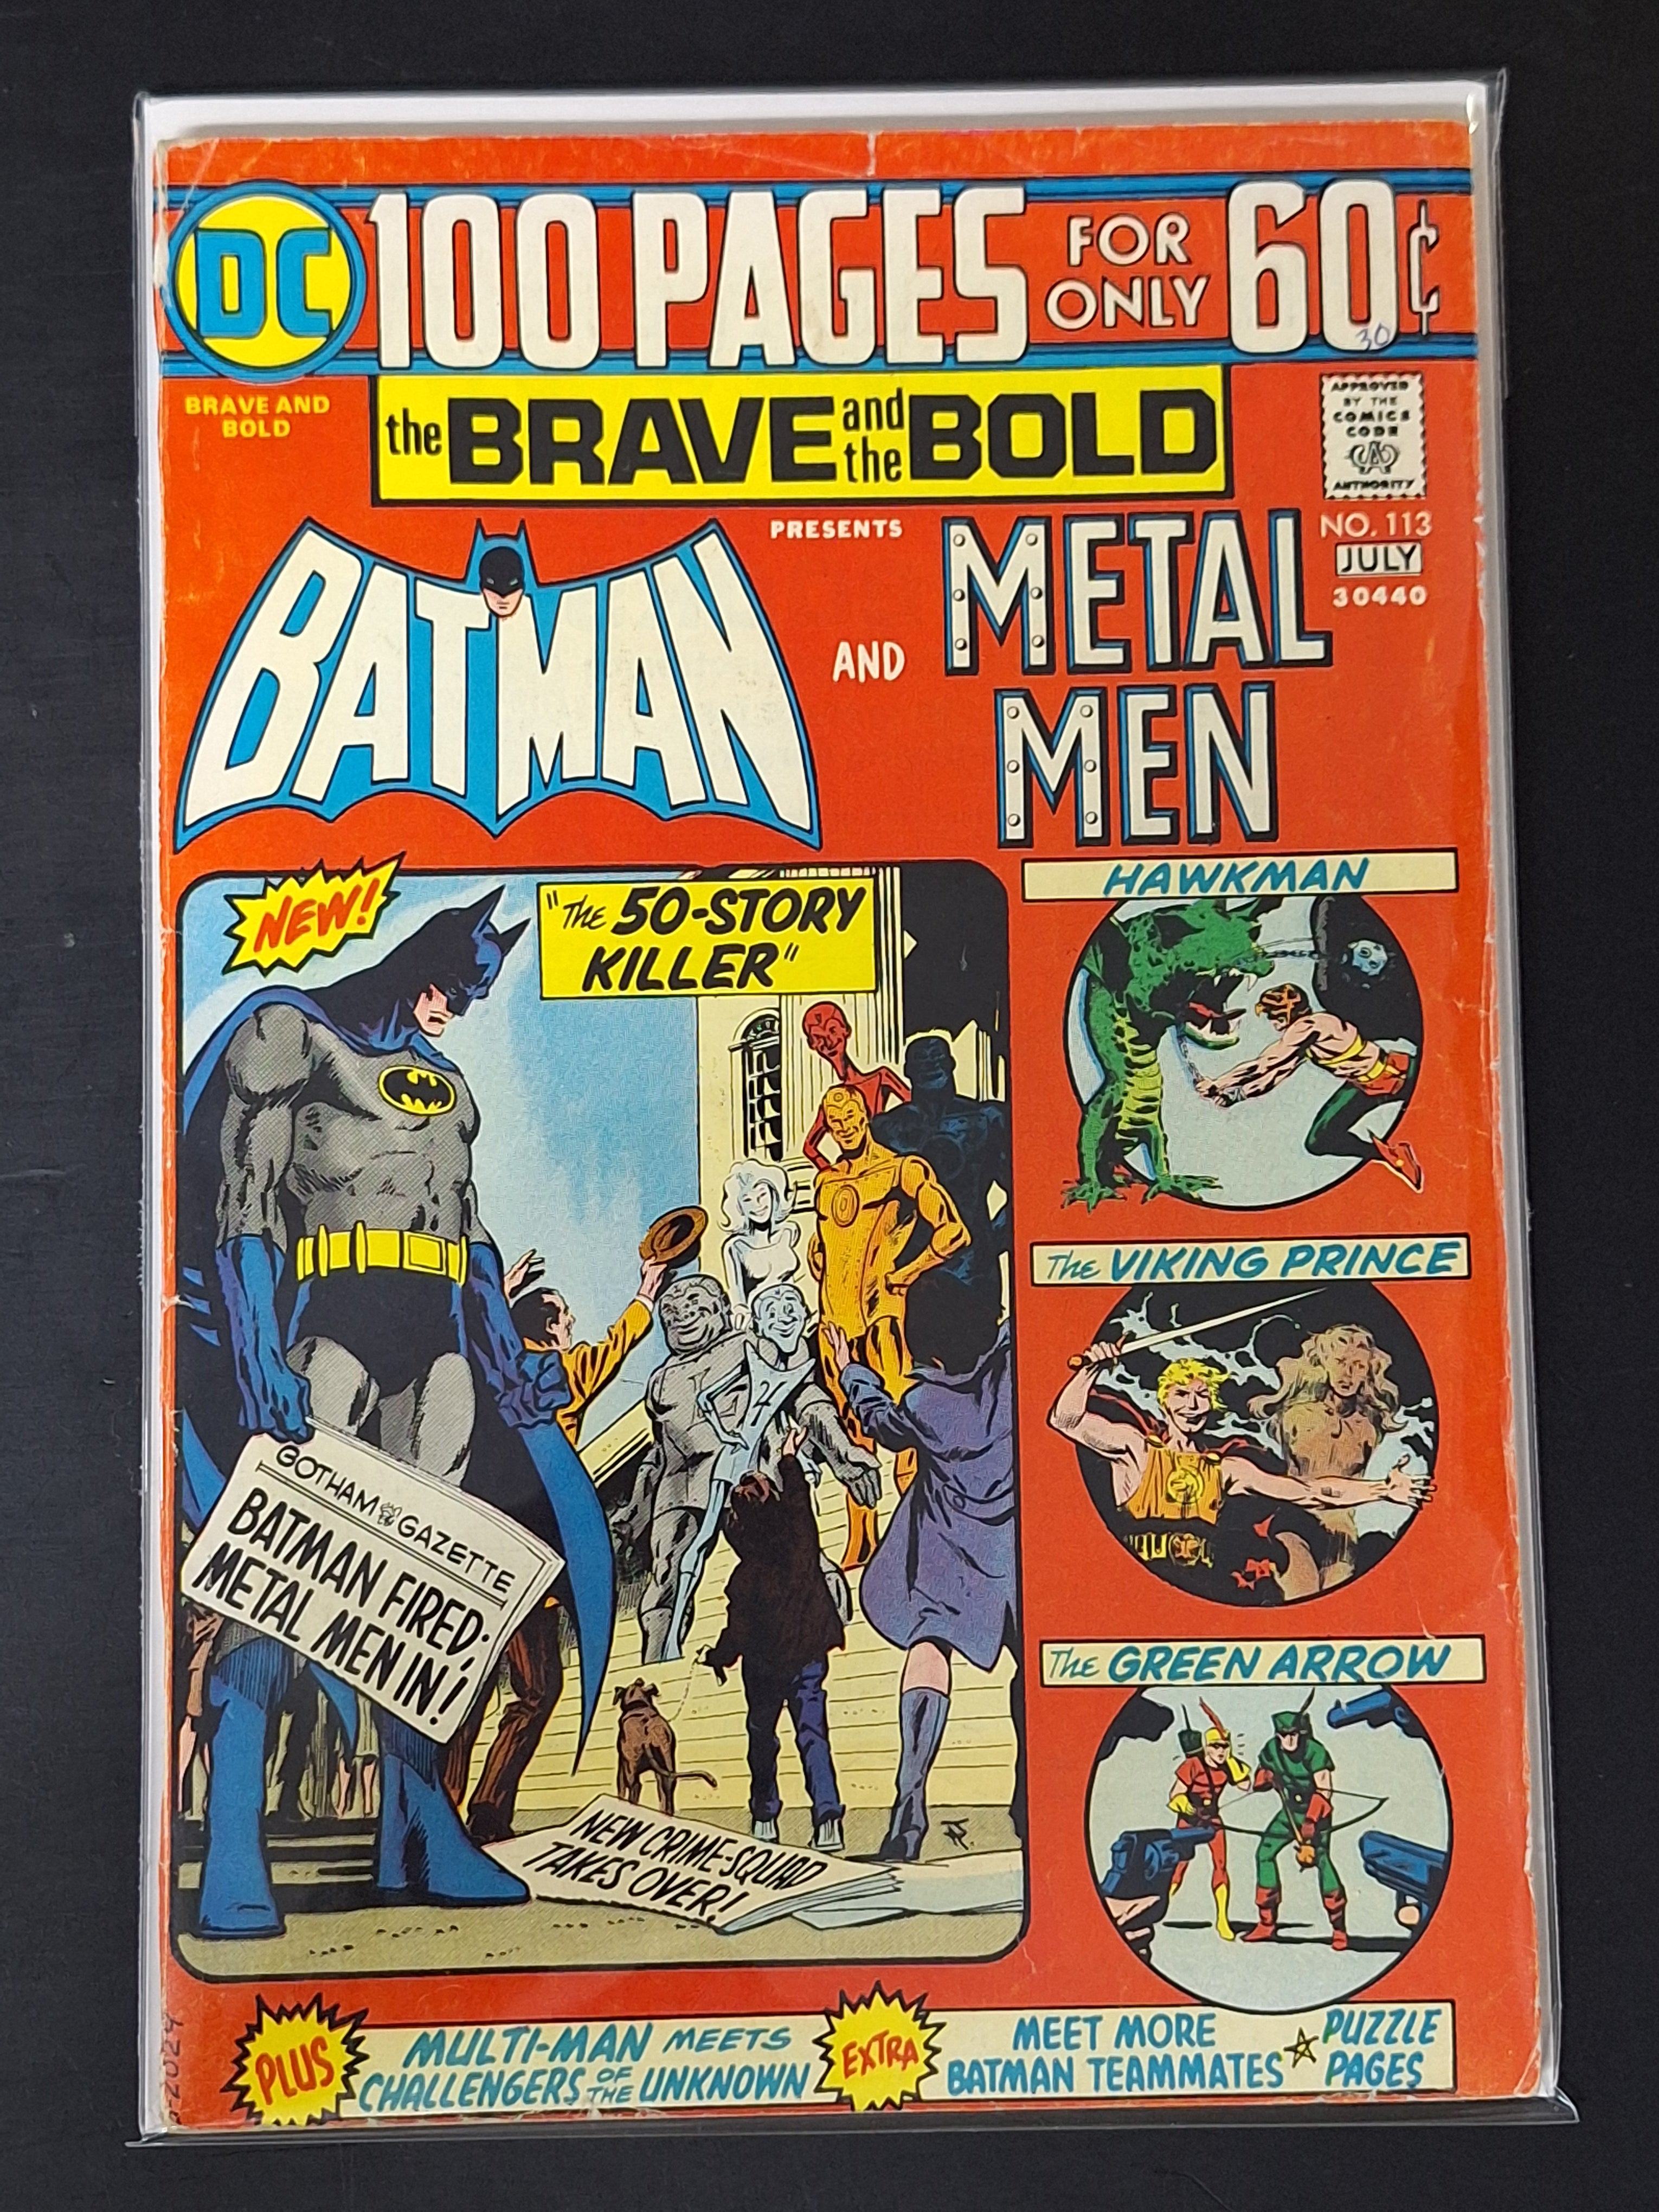 DC
100 PAGES FOR ONLY 60¢
30
BRAVE AND
BOLD
the BRAVE and the BOLD
APPROVED
BY THE
COMICS
CODE
CA
AUTHORITY
BATMAN
PRESENTS
AND
METAL
MEN
NO. 113
JULY
30440
NEW!
"The 50-STORY
KILLER"
GOTHAM GAZETTE
BATMAN FIRED;
METAL MEN IN!
NEW CRIME-SQUAD
TAKES OVER!
HAWKMAN
The VIKING PRINCE
The GREEN ARROW
PLUS
MULTI-MAN MEETS
CHALLENGERS OF THE UNKNOWN
EXTRA
MEET MORE
BATMAN TEAMMATES
PUZZLE
PAGES